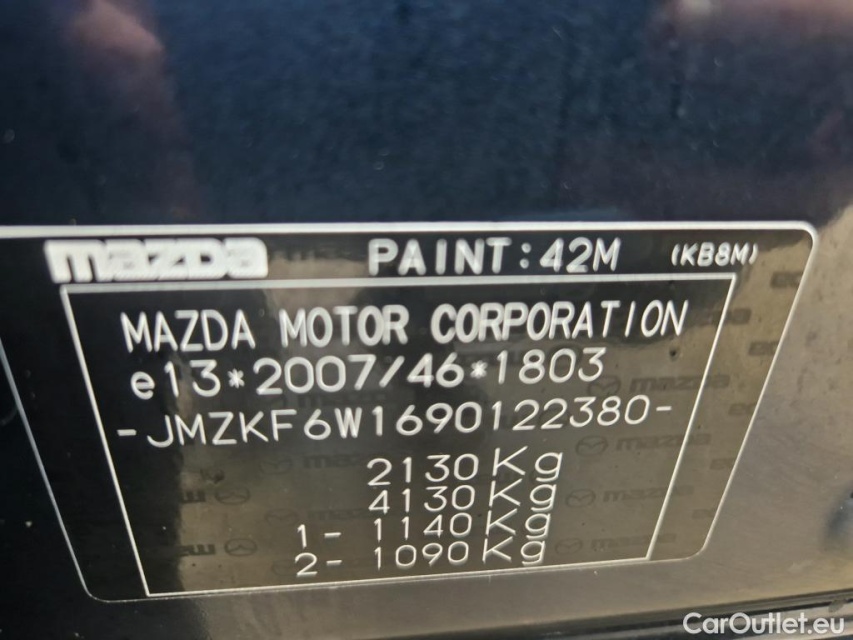 mazda PAINT:42M (KB8M)
MAZDA MOTOR CORPORATION
e13*2007/46*1803
-JMZKF6W1690122380-
2130Kg
4130Kg
1- 1140Kg
2- 1090Kg
CarOutlet.eu